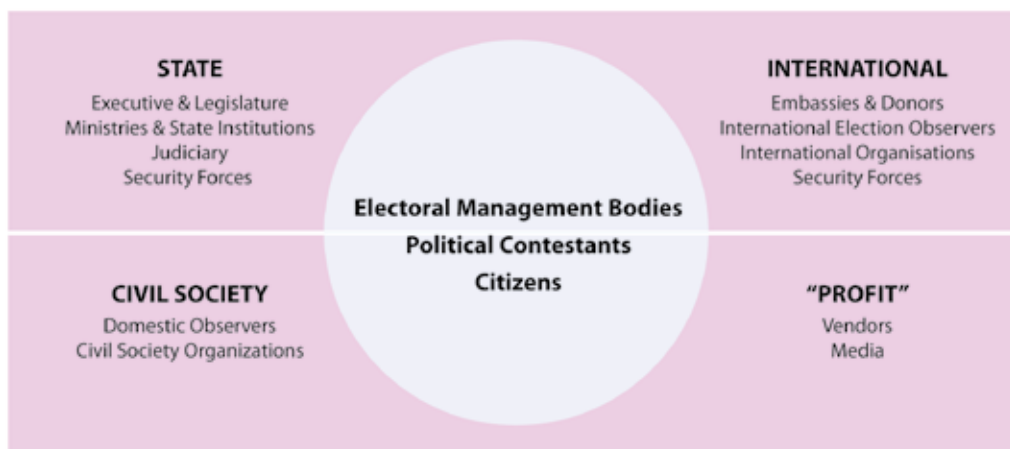 STATE
Executive & Legislature
Ministries & State Institutions
Judiciary
Security Forces
INTERNATIONAL
Embassies & Donors
International Election Observers
International Organisations
Security Forces
Electoral Management Bodies
Political Contestants
Citizens
CIVIL SOCIETY
Domestic Observers
Civil Society Organizations
“PROFIT”
Vendors
Media